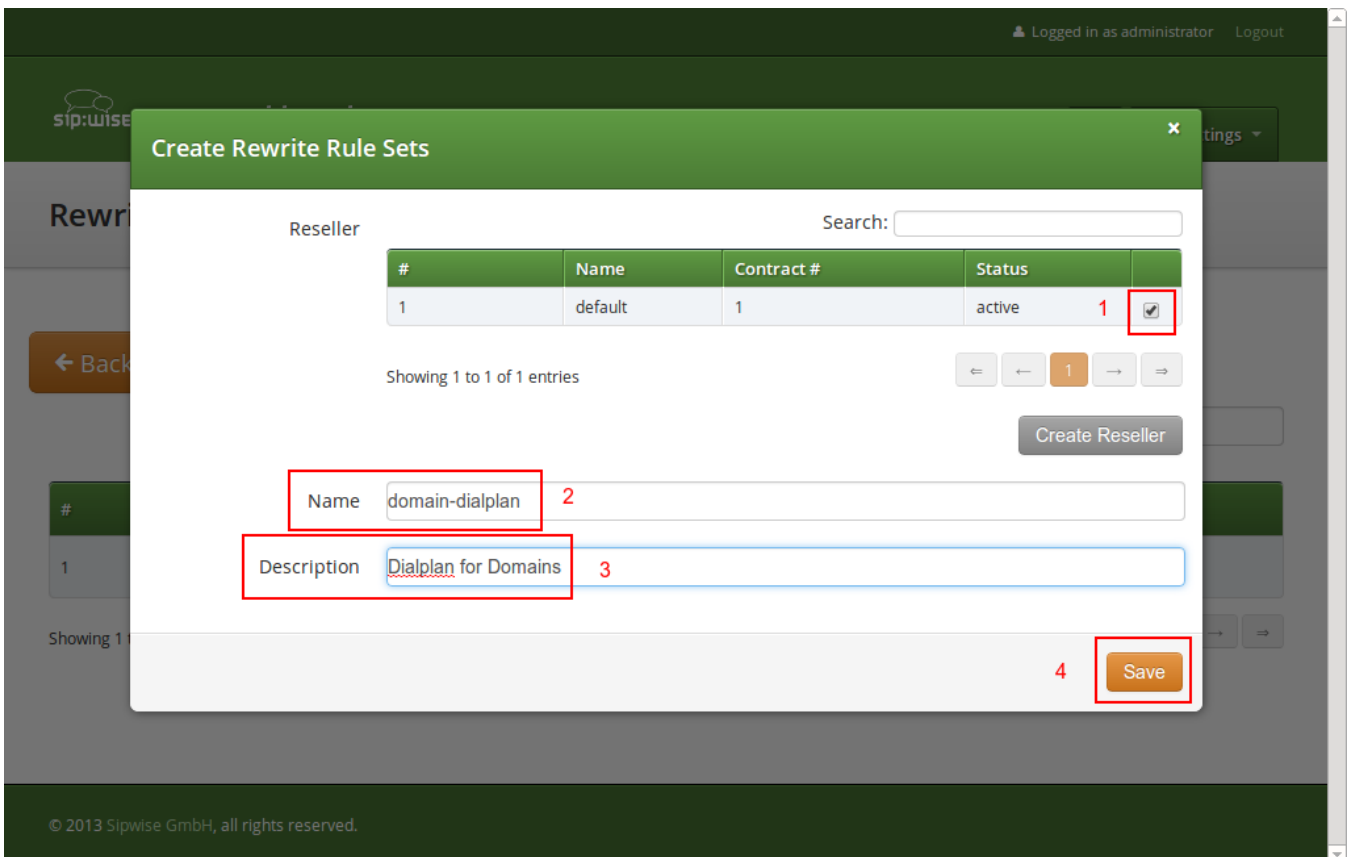 Logged in as administrator Logout
sip:wise
tings
Create Rewrite Rule Sets ×
Rewri
Reseller
Search:
# Name Contract # Status
1 default 1 active 1
← Back
Showing 1 to 1 of 1 entries
⇐ ← 1 → ⇒
Create Reseller
Name domain-dialplan 2
#
Description Dialplan for Domains 3
1
Showing 1 t
→ ⇒
4 Save
© 2013 Sipwise GmbH, all rights reserved.